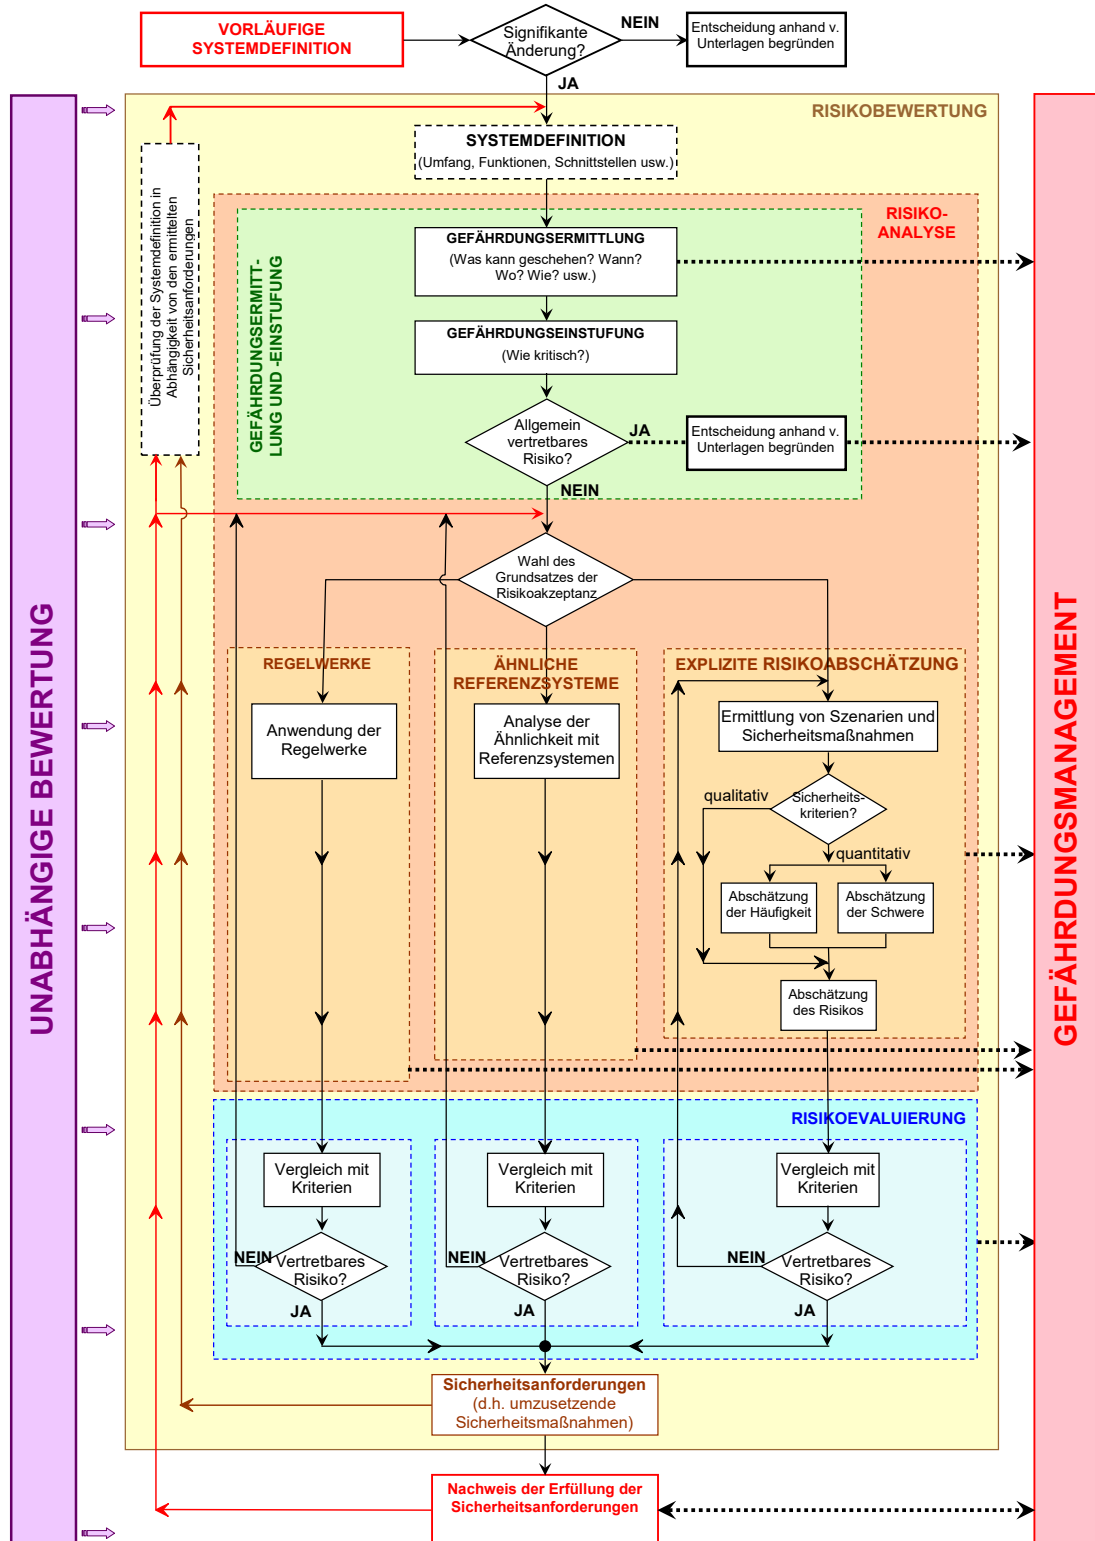 VORLÄUFIGE
SYSTEMDEFINITION
Signifikante
Änderung?
NEIN
Entscheidung anhand v.
Unterlagen begründen
JA
UNABHÄNGIGE BEWERTUNG
RISIKOBEWERTUNG
GEFÄHRDUNGSMANAGEMENT
Überprüfung der Systemdefinition in
Abhängigkeit von den ermittelten
Sicherheitsanforderungen
SYSTEMDEFINITION
(Umfang, Funktionen, Schnittstellen usw.)
RISIKO-
ANALYSE
GEFÄHRDUNGSERMITT-
LUNG UND -EINSTUFUNG
GEFÄHRDUNGSERMITTLUNG
(Was kann geschehen? Wann?
Wo? Wie? usw.)
GEFÄHRDUNGSEINSTUFUNG
(Wie kritisch?)
Allgemein
vertretbares
Risiko?
JA
Entscheidung anhand v.
Unterlagen begründen
NEIN
Wahl des
Grundsatzes der
Risikoakzeptanz
REGELWERKE
ÄHNLICHE
REFERENZSYSTEME
EXPLIZITE RISIKOABSCHÄTZUNG
Anwendung der
Regelwerke
Analyse der
Ähnlichkeit mit
Referenzsystemen
Ermittlung von Szenarien und
Sicherheitsmaßnahmen
qualitativ
Sicherheits-
kriterien?
quantitativ
Abschätzung
der Häufigkeit
Abschätzung
der Schwere
Abschätzung
des Risikos
RISIKOEVALUIERUNG
Vergleich mit
Kriterien
Vergleich mit
Kriterien
Vergleich mit
Kriterien
NEIN
Vertretbares
Risiko?
JA
NEIN
Vertretbares
Risiko?
JA
NEIN
Vertretbares
Risiko?
JA
Sicherheitsanforderungen
(d.h. umzusetzende
Sicherheitsmaßnahmen)
Nachweis der Erfüllung der
Sicherheitsanforderungen